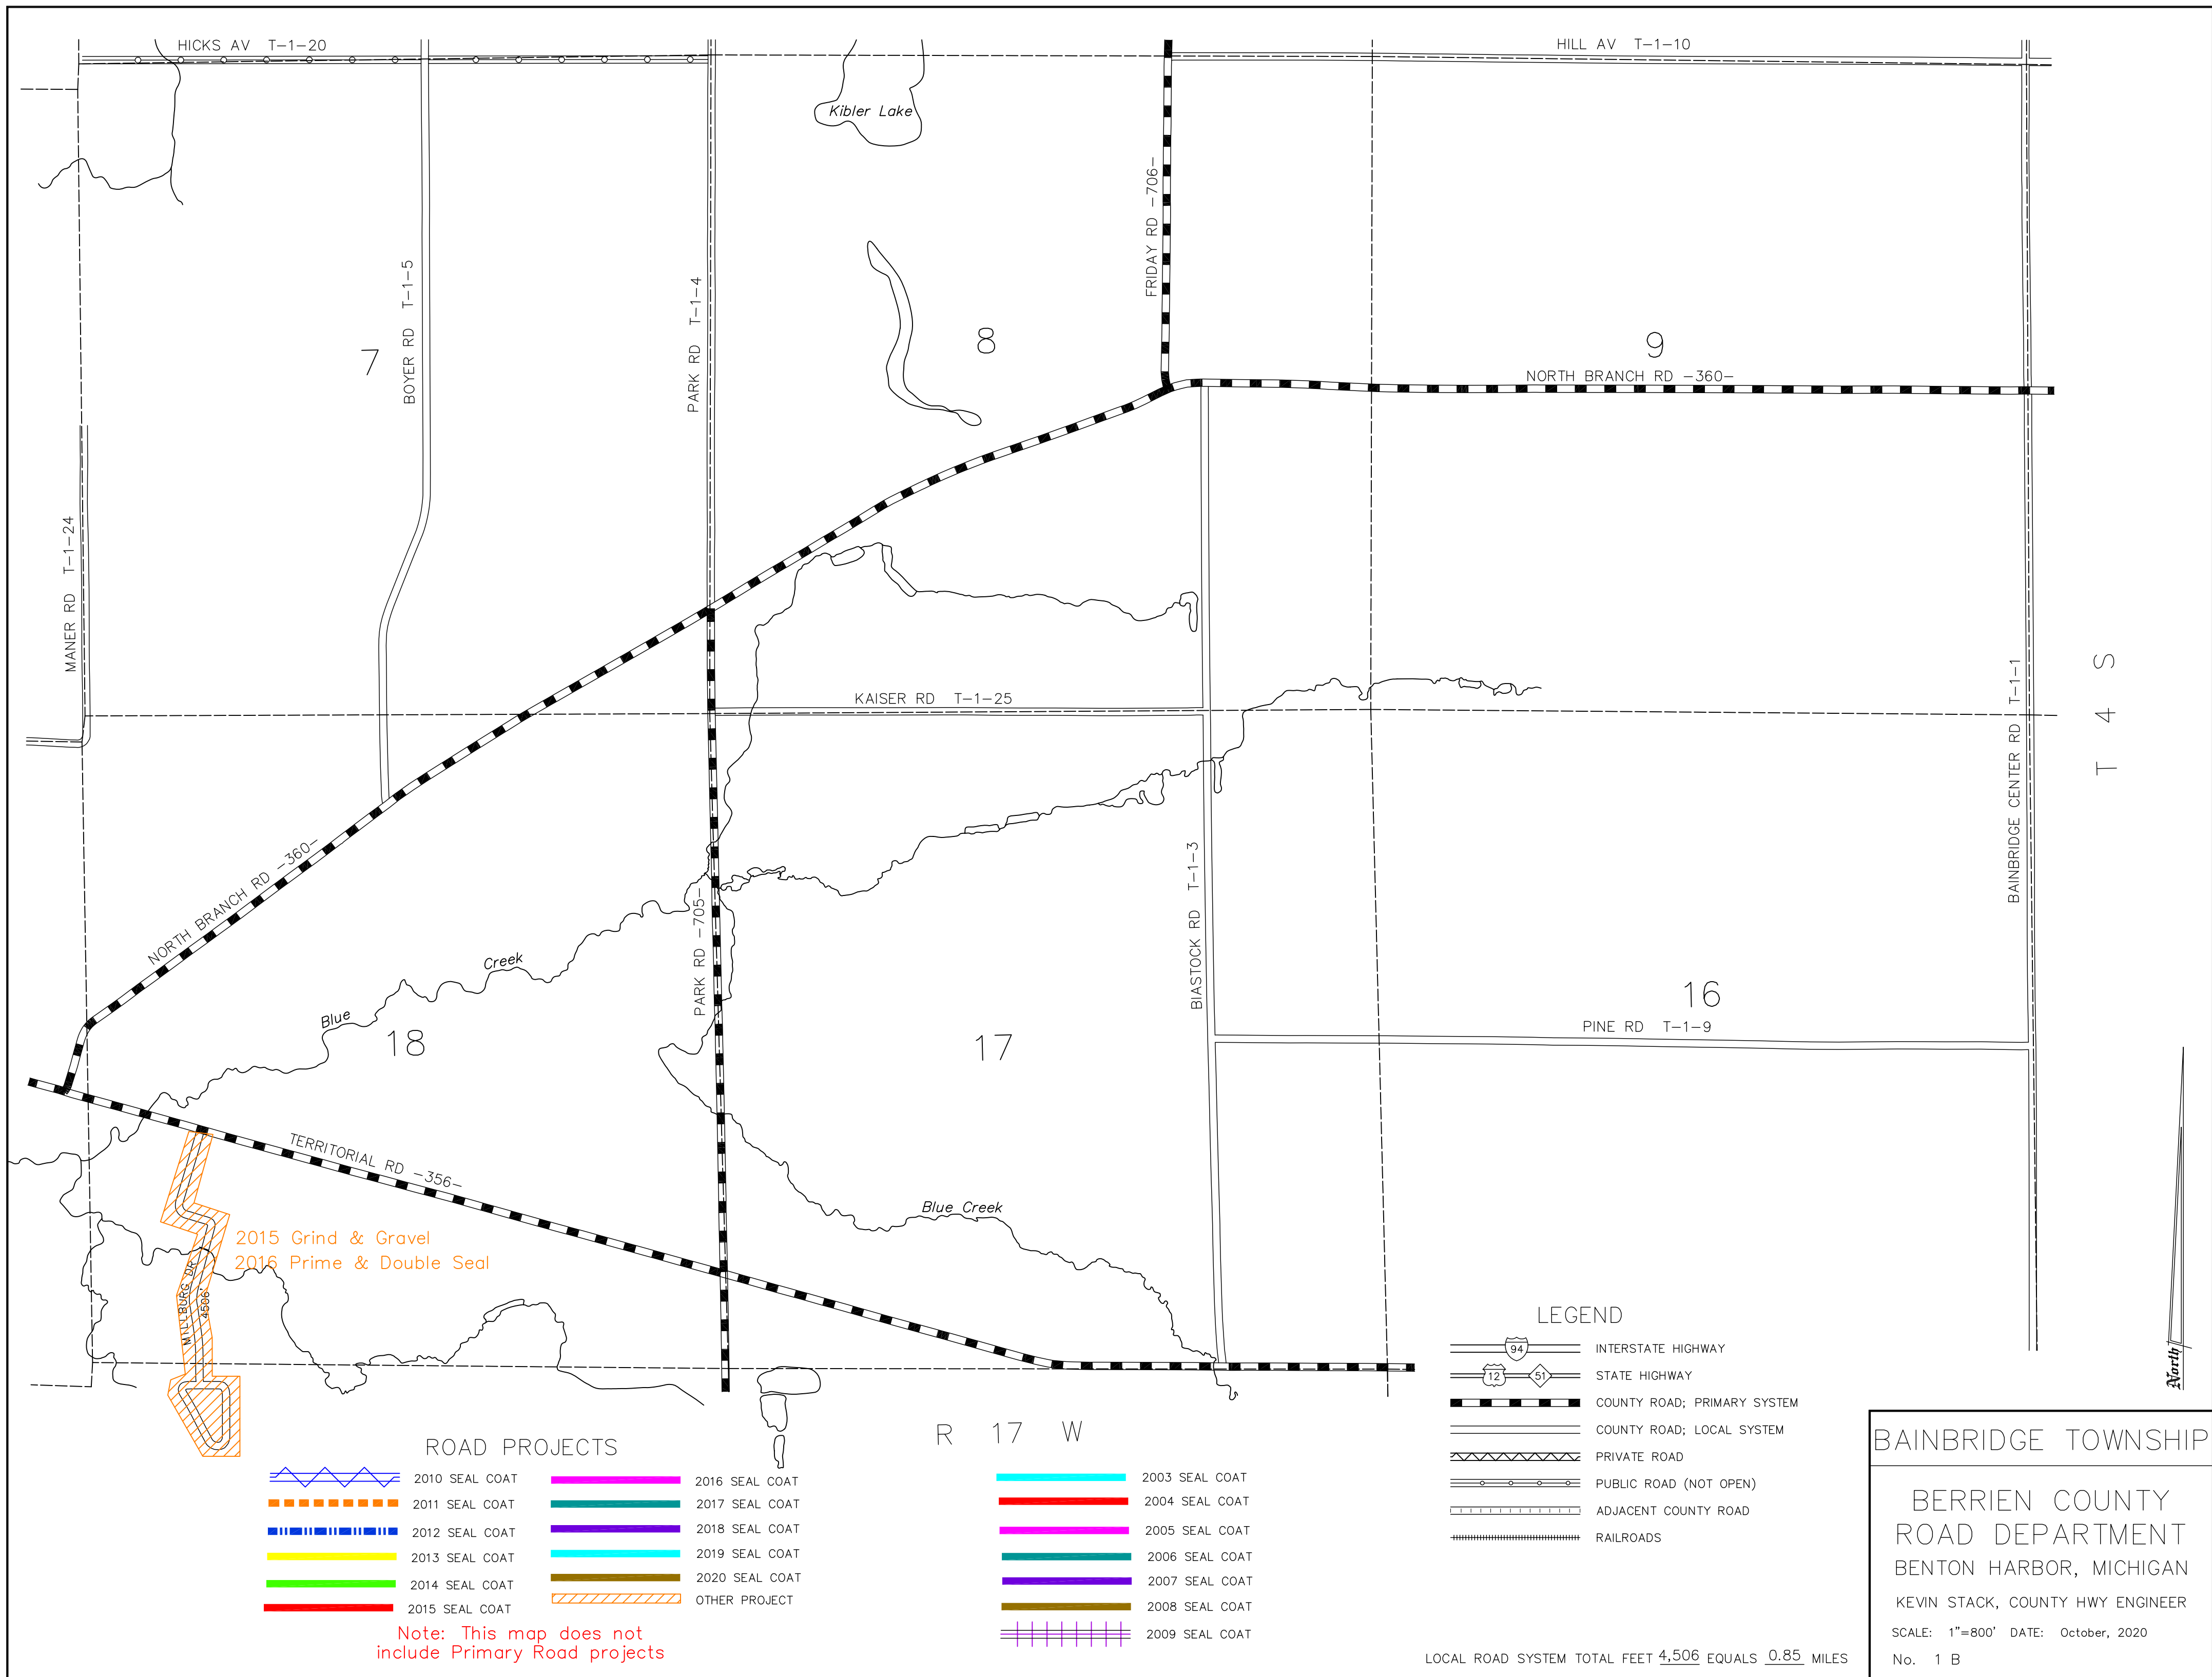 HICKS AV T-1-20
HILL AV T-1-10
Kibler Lake
FRIDAY RD -706-
BOYER RD T-1-5
PARK RD T-1-4
7
8
9
NORTH BRANCH RD -360-
MANER RD T-1-24
KAISER RD T-1-25
BAINBRIDGE CENTER RD T-1-1
T 4 S
NORTH BRANCH RD -360-
BIASTOCK RD T-1-3
PARK RD -705-
Creek
Blue
18
17
16
PINE RD T-1-9
TERRITORIAL RD -356-
Blue Creek
2015 Grind & Gravel
2016 Prime & Double Seal
MILLBURG DR
4506'
North
R 17 W
LEGEND
94 INTERSTATE HIGHWAY
12 51 STATE HIGHWAY
COUNTY ROAD; PRIMARY SYSTEM
COUNTY ROAD; LOCAL SYSTEM
PRIVATE ROAD
PUBLIC ROAD (NOT OPEN)
ADJACENT COUNTY ROAD
RAILROADS
ROAD PROJECTS
2010 SEAL COAT
2011 SEAL COAT
2012 SEAL COAT
2013 SEAL COAT
2014 SEAL COAT
2015 SEAL COAT
2016 SEAL COAT
2017 SEAL COAT
2018 SEAL COAT
2019 SEAL COAT
2020 SEAL COAT
OTHER PROJECT
2003 SEAL COAT
2004 SEAL COAT
2005 SEAL COAT
2006 SEAL COAT
2007 SEAL COAT
2008 SEAL COAT
2009 SEAL COAT
Note: This map does not
include Primary Road projects
LOCAL ROAD SYSTEM TOTAL FEET 4,506 EQUALS 0.85 MILES
BAINBRIDGE TOWNSHIP
BERRIEN COUNTY
ROAD DEPARTMENT
BENTON HARBOR, MICHIGAN
KEVIN STACK, COUNTY HWY ENGINEER
SCALE: 1"=800' DATE: October, 2020
No. 1 B